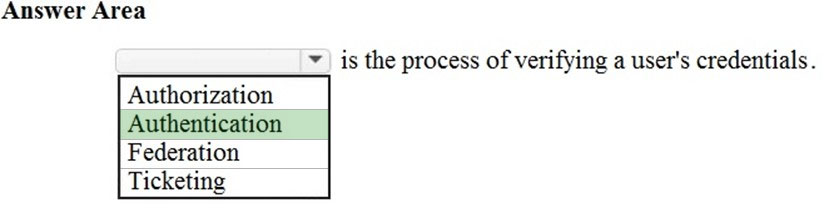 Answer Area
is the process of verifying a user's credentials.
Authorization
Authentication
Federation
Ticketing